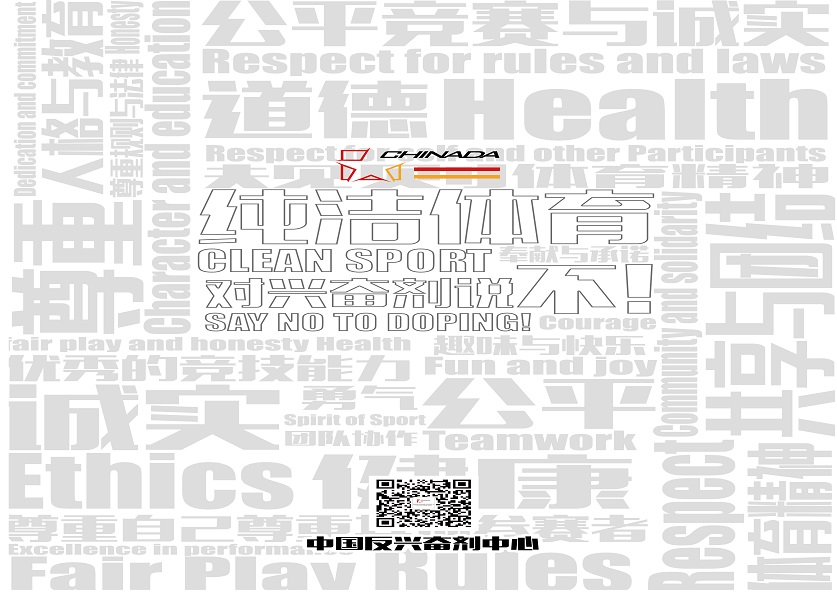 公平竞赛与诚实
Respect for rules and laws
道德 Health
CHINADA
纯洁体育
CLEAN SPORT
奉献与承诺
对兴奋剂说
不!
SAY NO TO DOPING!
Courage
Dedication and commitment
人格与教育
尊重规则与法律
Honesty
Character and education
尊重
other Participants
体育精神
Community and solidarity
共享与团结
fair play and honesty Health
趣味与快乐
优秀的竞技能力
Fun and joy
诚实
勇气
公平
Spirit of Sport
团队协作
Teamwork
Ethics
健康
尊重自己尊重
参赛者
Excellence in performance
Fair Play
Rules
Respect
体育精神
中国反兴奋剂中心